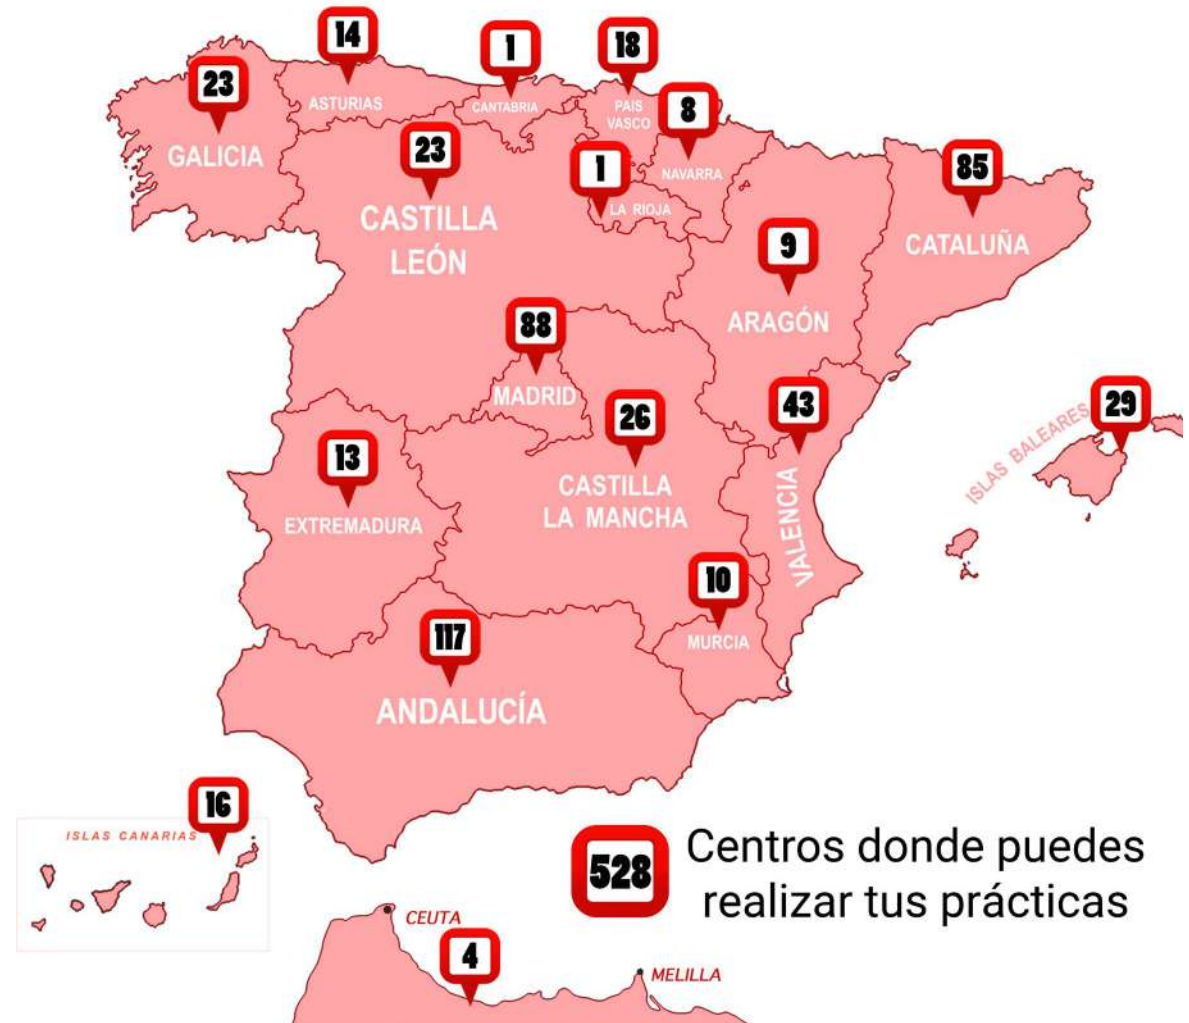 14
1
18
23
ASTURIAS
CANTABRIA
PAIS
VASCO
8
GALICIA
23
1
NAVARRA
85
CASTILLA
LEÓN
LA RIOJA
9
CATALUÑA
ARAGÓN
88
MADRID
43
29
ISLAS BALEARES
26
13
CASTILLA
LA MANCHA
EXTREMADURA
VALENCIA
10
MURCIA
117
ANDALUCÍA
16
ISLAS CANARIAS
528
Centros donde puedes
realizar tus prácticas
CEUTA
4
MELILLA